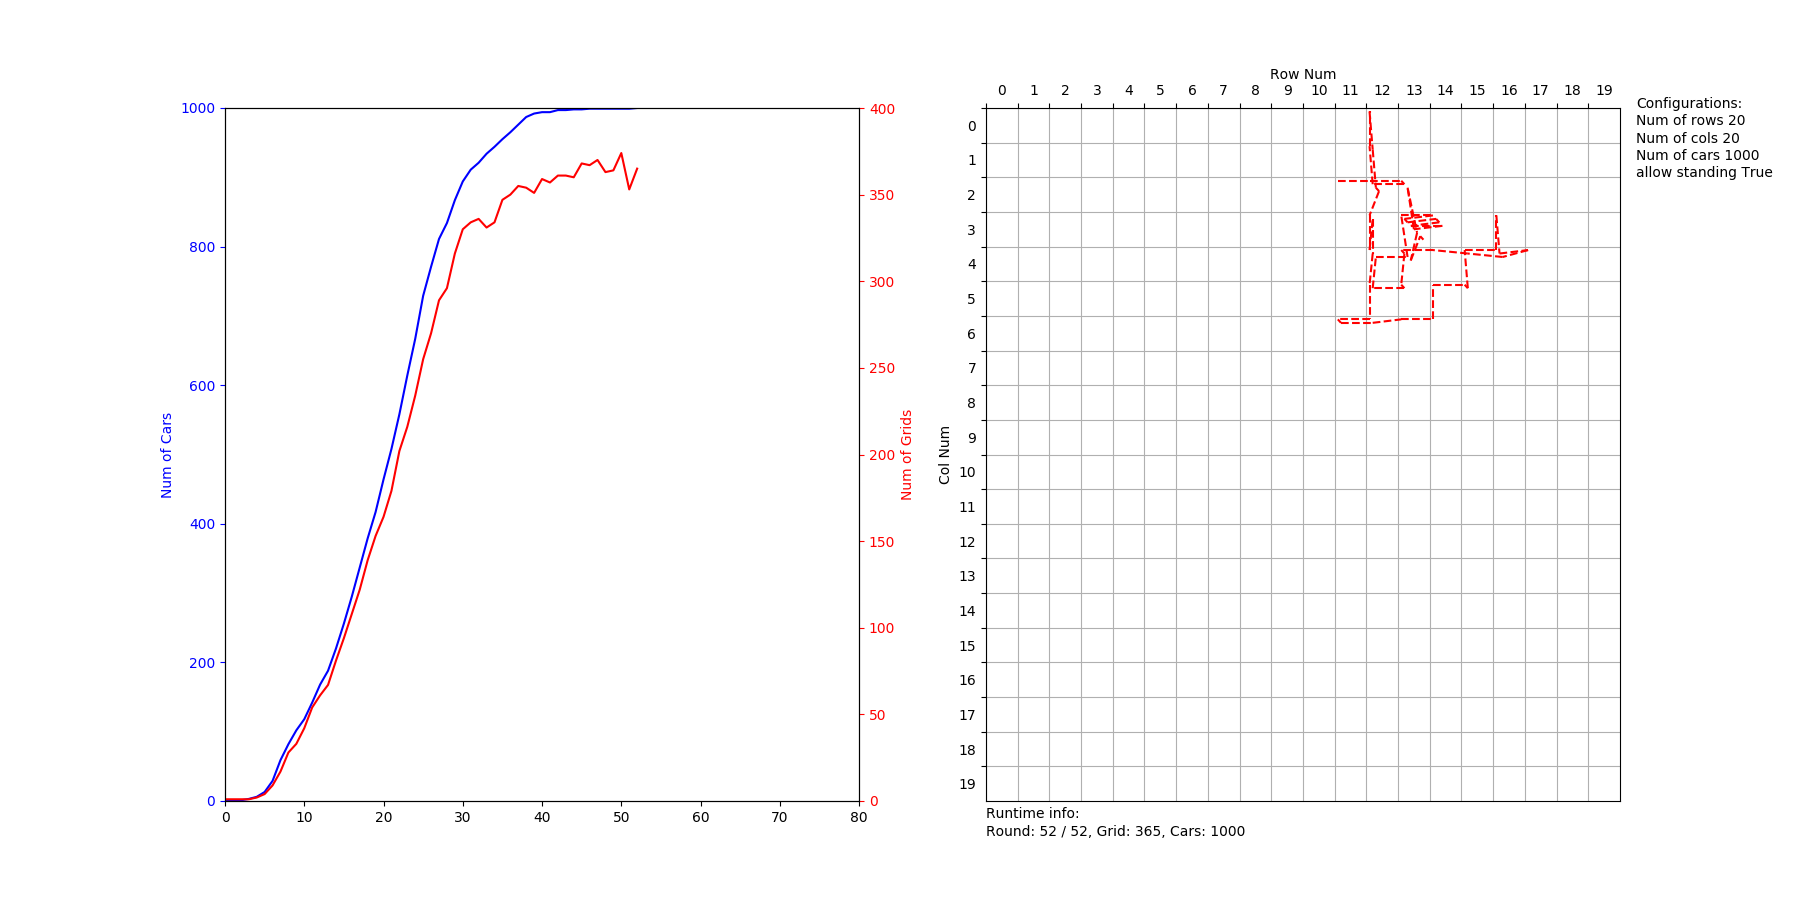 Row Num
0 1 2 3 4 5 6 7 8 9 10 11 12 13 14 15 16 17 18 19
Configurations:
Num of rows 20
Num of cols 20
Num of cars 1000
allow standing True
1000
800
600
400
200
0
Num of Cars
0 10 20 30 40 50 60 70 80
400
350
300
250
200
150
100
50
0
Num of Grids
Col Num
0
1
2
3
4
5
6
7
8
9
10
11
12
13
14
15
16
17
18
19
Runtime info:
Round: 52 / 52, Grid: 365, Cars: 1000